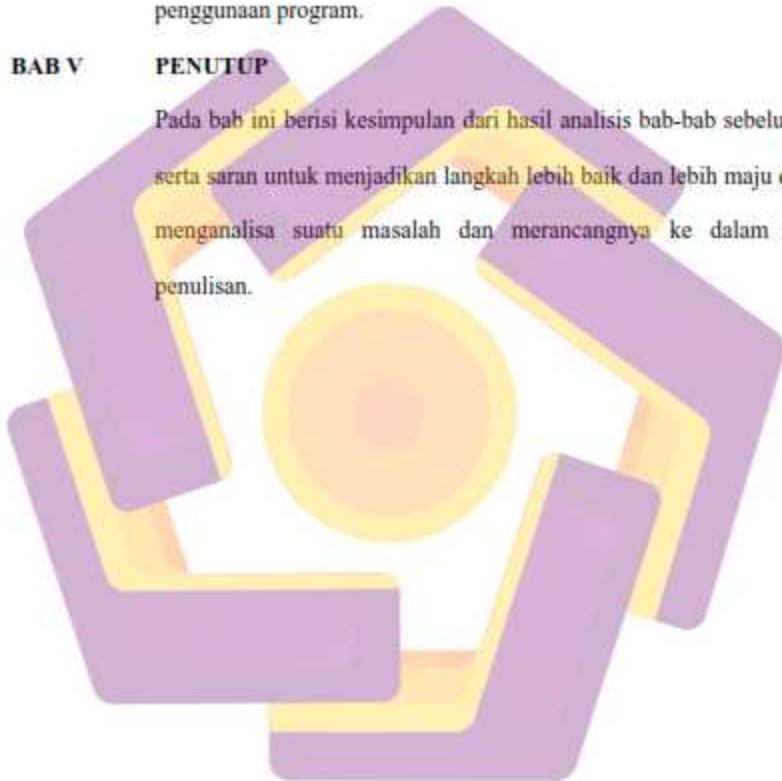 penggunaan program.
BAB V PENUTUP
Pada bab ini berisi kesimpulan dari hasil analisis bab-bab
serta saran untuk menjadikan langkah lebih baik dan lebih maju
menganalisa suatu masalah dan merancangnya ke dalam
penulisan.